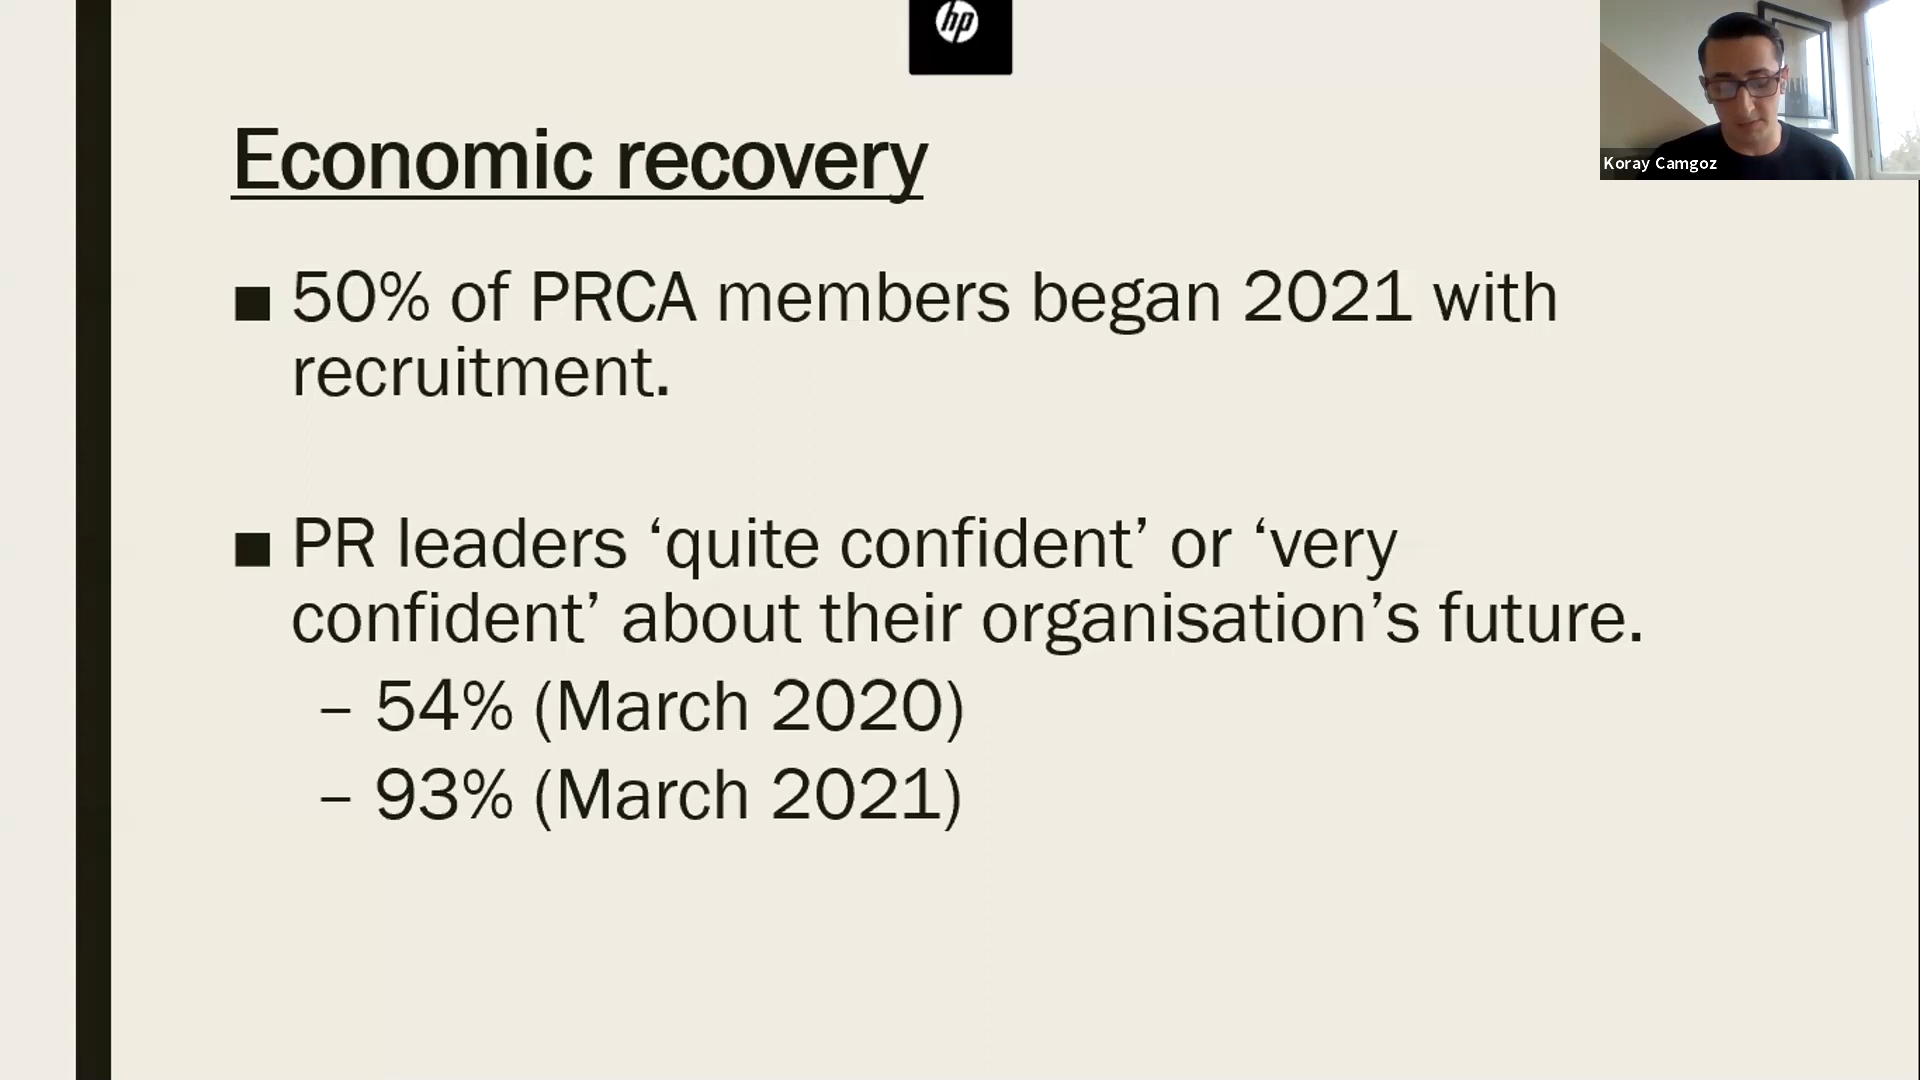 hp
Koray Camgoz
Economic recovery
■ 50% of PRCA members began 2021 with
recruitment.
■ PR leaders ‘quite confident’ or ‘very
confident’ about their organisation’s future.
– 54% (March 2020)
– 93% (March 2021)